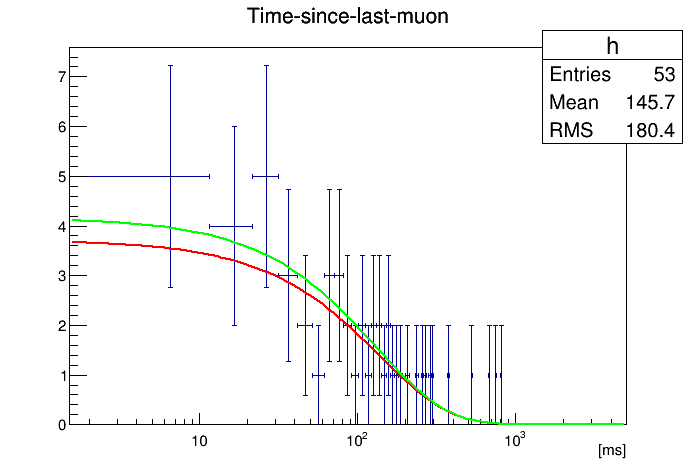 Time-since-last-muon
h
Entries 53
Mean 145.7
RMS 180.4
7
6
5
4
3
2
1
0
10 10² 10³
[ms]